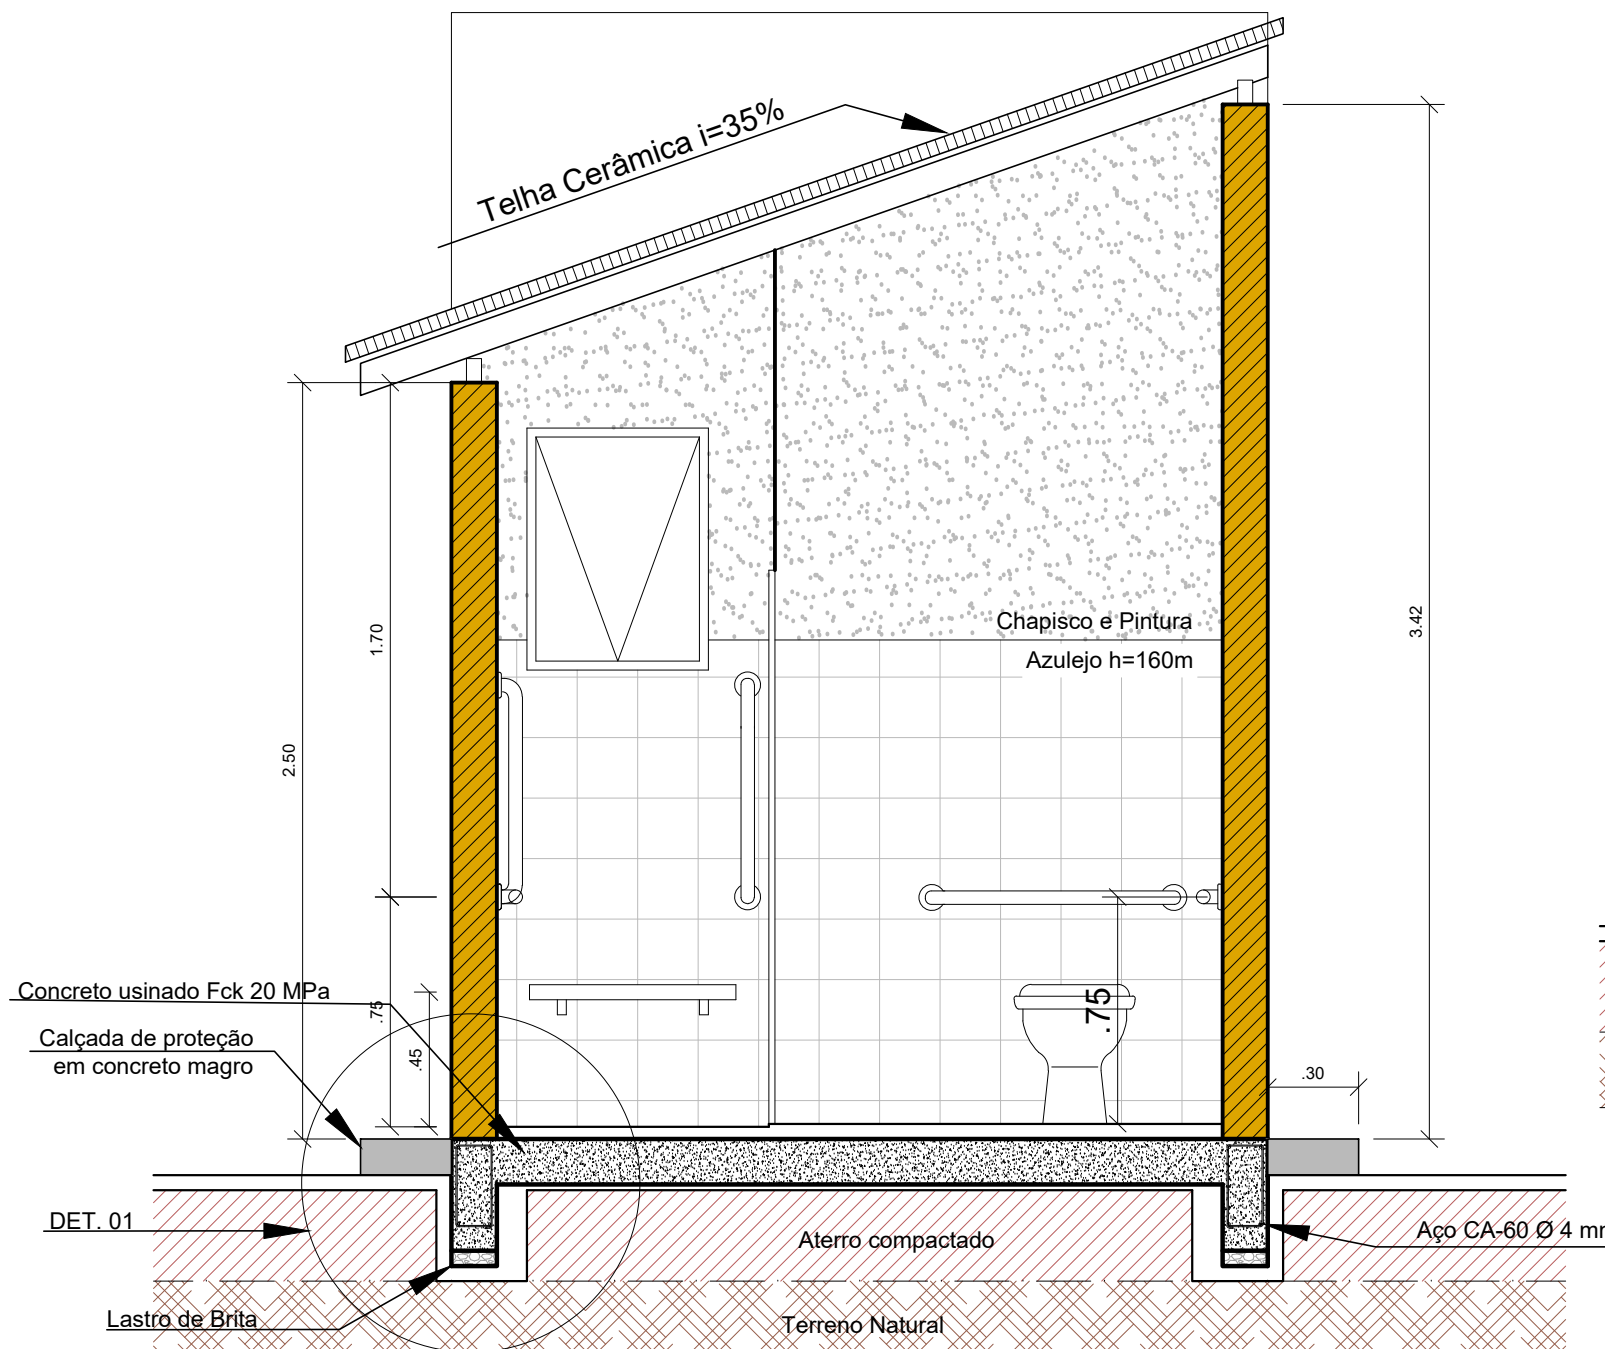 Telha Cerâmica i=35%
Chapisco e Pintura
Azulejo h=160m
1.70
2.50
3.42
Concreto usinado Fck 20 MPa
.75
.75
Calçada de proteção
em concreto magro
.45
.30
DET. 01
Aterro compactado
Aço CA-60 Ø 4 mm
Lastro de Brita
Terreno Natural